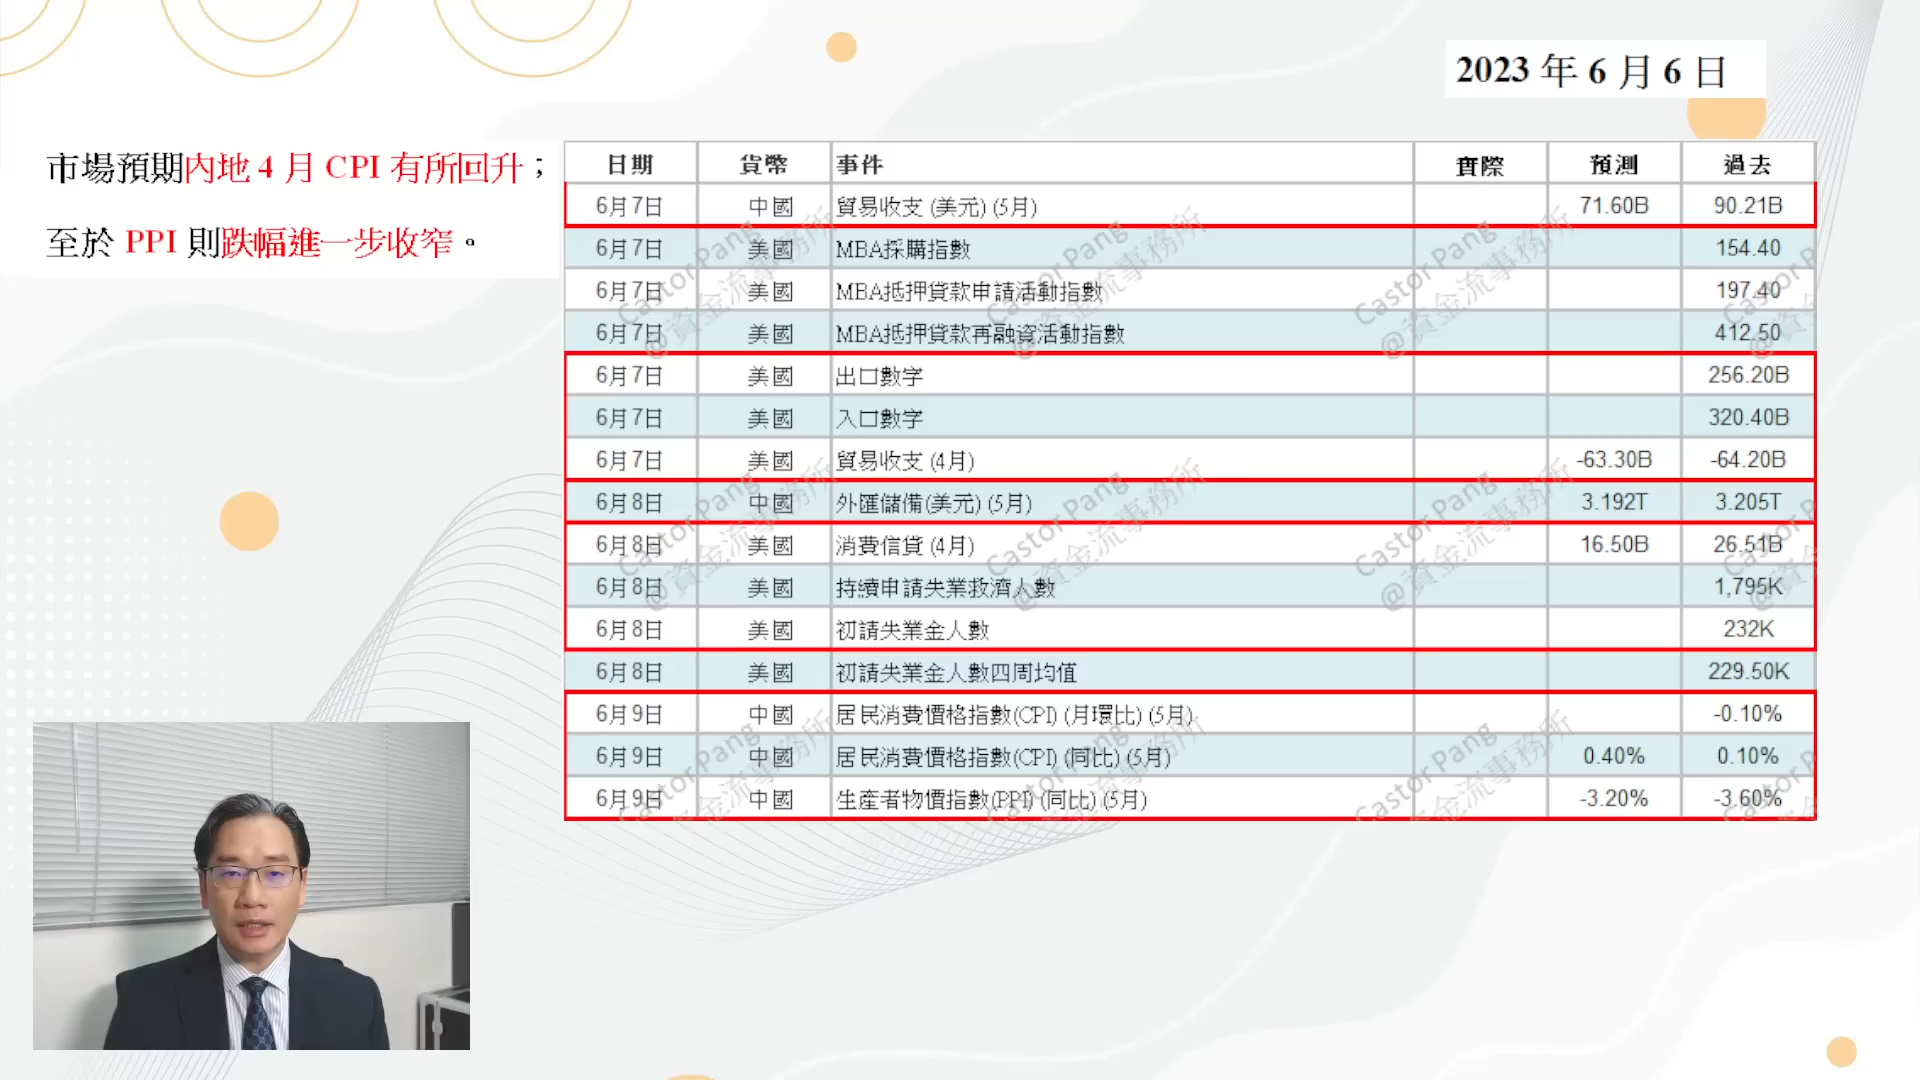 2023 年 6 月 6 日
市場預期內地 4 月 CPI 有所回升；
至於 PPI 則跌幅進一步收窄。
日期 貨幣 事件 實際 預測 過去
6月7日 中國 貿易收支 (美元) (5月) 71.60B 90.21B
6月7日 美國 MBA採購指數 154.40
6月7日 美國 MBA抵押貸款申請活動指數 197.40
6月7日 美國 MBA抵押貸款再融資活動指數 412.50
6月7日 美國 出口數字 256.20B
6月7日 美國 入口數字 320.40B
6月7日 美國 貿易收支 (4月) -63.30B -64.20B
6月8日 中國 外匯儲備(美元) (5月) 3.192T 3.205T
6月8日 美國 消費信貸 (4月) 16.50B 26.51B
6月8日 美國 持續申請失業救濟人數 1,795K
6月8日 美國 初請失業金人數 232K
6月8日 美國 初請失業金人數四周均值 229.50K
6月9日 中國 居民消費價格指數(CPI) (月環比) (5月) -0.10%
6月9日 中國 居民消費價格指數(CPI) (同比) (5月) 0.40% 0.10%
6月9日 中國 生產者物價指數(PPI) (同比) (5月) -3.20% -3.60%
Castor Pang
@資金流事務所